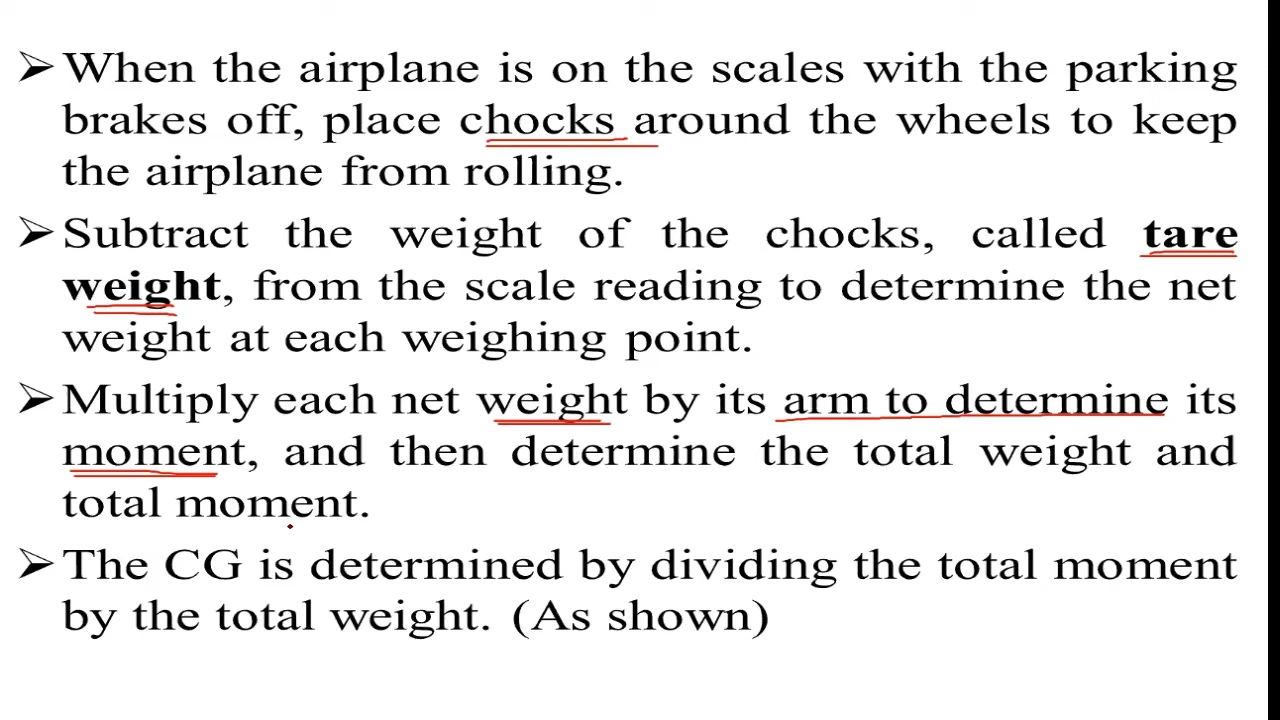 ➢ When the airplane is on the scales with the parking
brakes off, place chocks around the wheels to keep
the airplane from rolling.
➢ Subtract the weight of the chocks, called tare
weight, from the scale reading to determine the net
weight at each weighing point.
➢ Multiply each net weight by its arm to determine its
moment, and then determine the total weight and
total moment.
➢ The CG is determined by dividing the total moment
by the total weight. (As shown)